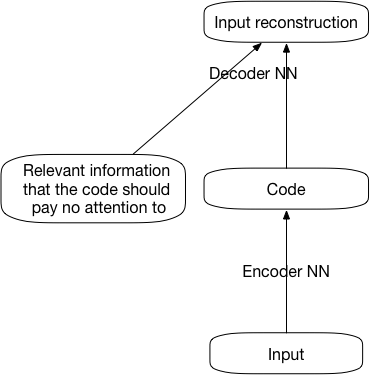 Input reconstruction
Decoder NN
Relevant information
that the code should
pay no attention to
Code
Encoder NN
Input